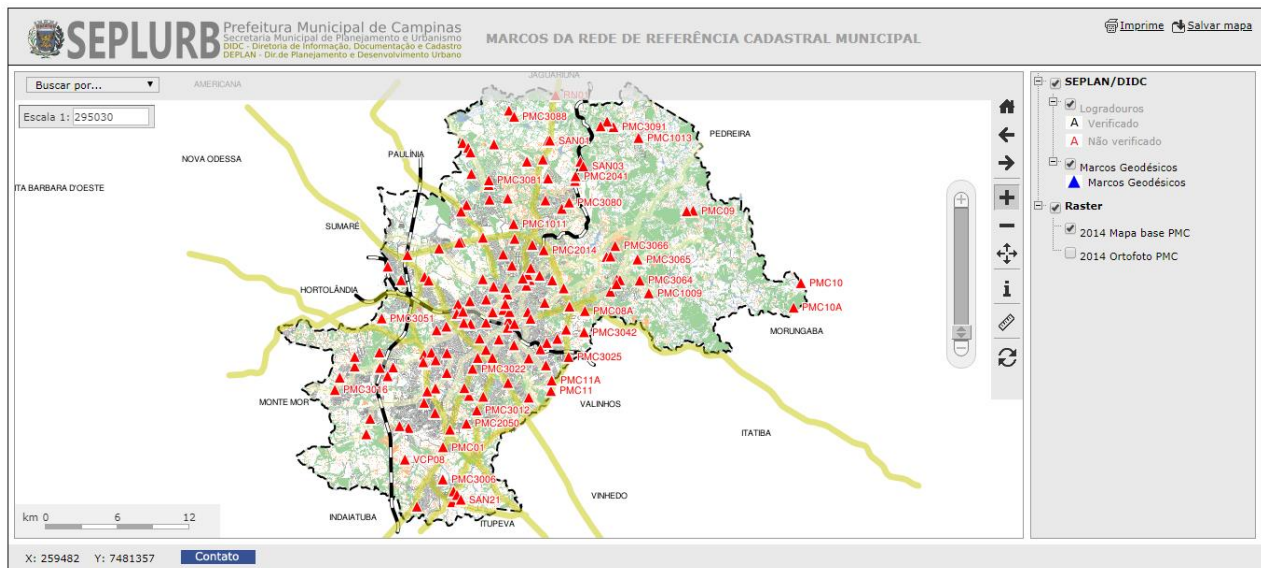 SEPLURB
Prefeitura Municipal de Campinas
Secretaria Municipal de Planejamento e Urbanismo
DIDC - Diretoria de Informação, Documentação e Cadastro
DEPLAN - Dir.de Planejamento e Desenvolvimento Urbano
MARCOS DA REDE DE REFERÊNCIA CADASTRAL MUNICIPAL
Imprime
Salvar mapa
Buscar por...
Escala 1: 295030
AMERICANA
JAGUARIUNA
RN01
PMC3088
PMC3091
PEDREIRA
PMC1013
SAN01
NOVA ODESSA
PAULÍNIA
SAN03
PMC2041
PMC3081
TA BARBARA D'OESTE
PMC3080
PMC09
SUMARÉ
PMC1011
PMC2014
PMC3066
PMC3065
HORTOLÂNDIA
PMC3064
PMC10
PMC1009
PMC10A
PMC08A
PMC3051
PMC3042
MORUNGABA
PMC3025
PMC3022
PMC11A
PMC3016
PMC11
MONTE MOR
VALINHOS
PMC3012
PMC2050
ITATIBA
PMC01
VCP08
PMC3006
VINHEDO
SAN21
INDAIATUBA
ITUPEVA
km 0 6 12
SEPLAN/DIDC
Logradouros
A Verificado
A Não verificado
Marcos Geodésicos
Marcos Geodésicos
Raster
2014 Mapa base PMC
2014 Ortofoto PMC
X: 259482 Y: 7481357
Contato